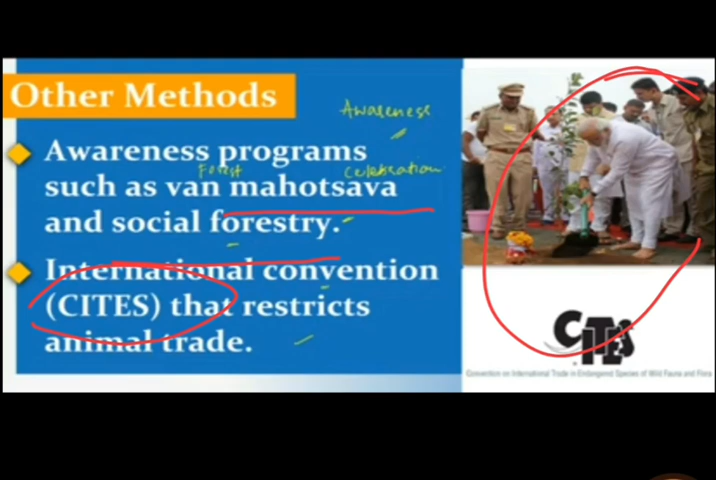 Other Methods
Awareness
Awareness programs
Forest
celebration
such as van mahotsava
and social forestry.
International convention
(CITES) that restricts
animal trade.
CITES
Convention on International Trade in Endangered Species of Wild Fauna and Flora